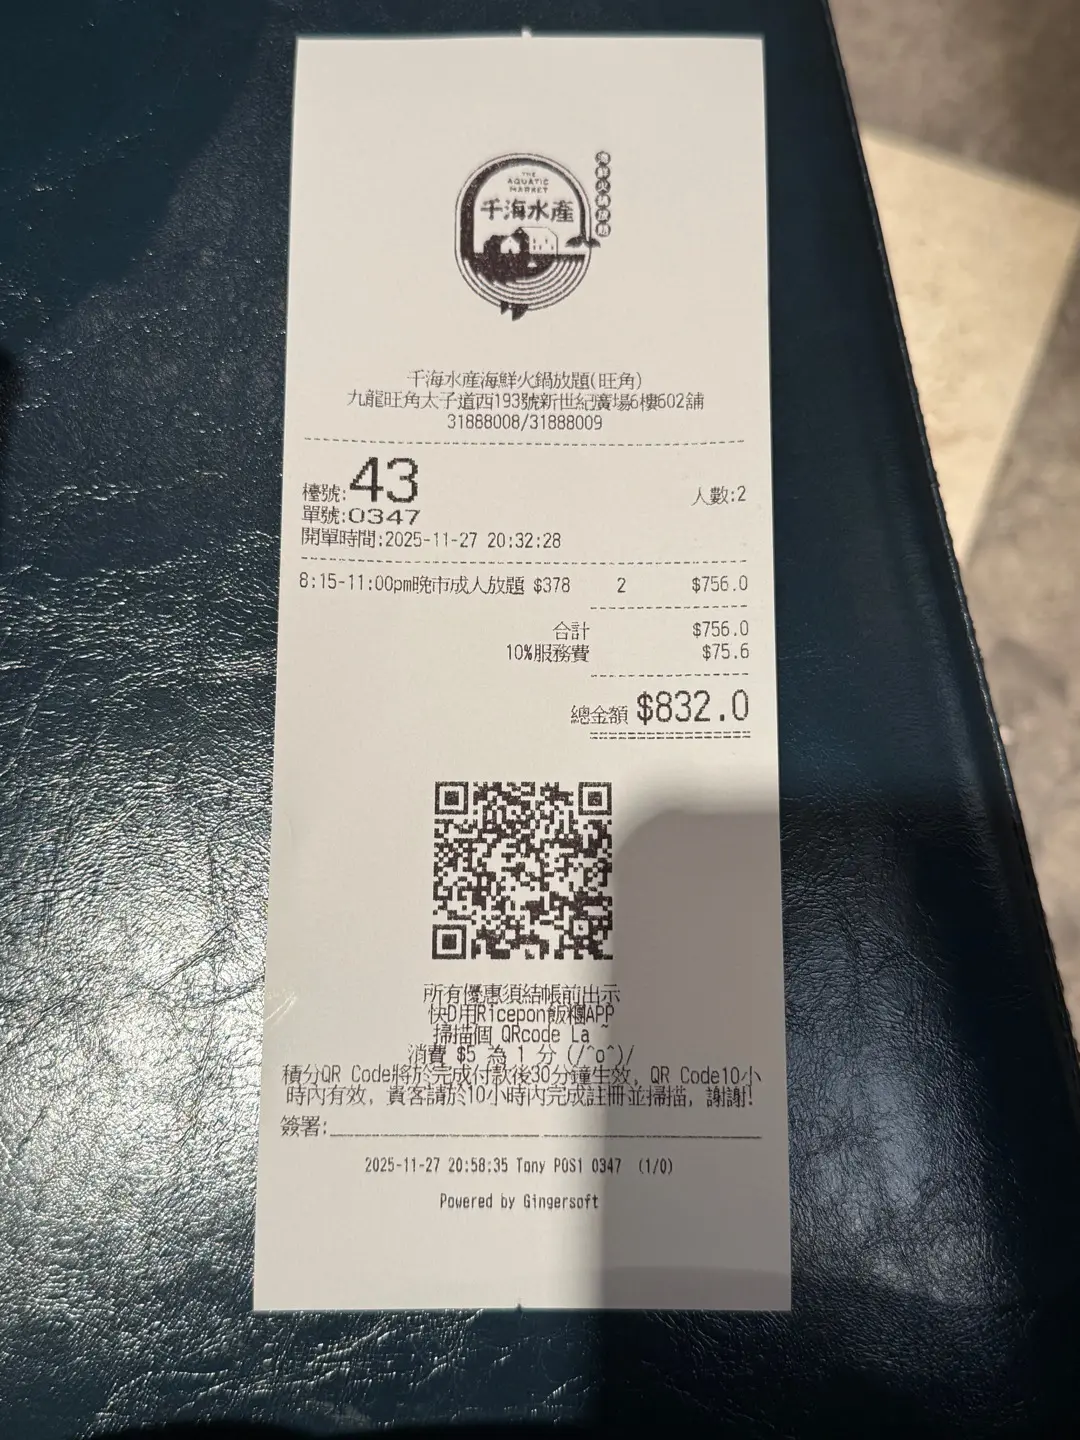 THE
AQUATIC
MARKET
千海水產
千海水產海鮮火鍋放題(旺角)
九龍旺角太子道西193號新世紀廣場6樓602舖
31888008/31888009
檯號:43
人數:2
單號:0347
開單時間:2025-11-27 20:32:28
8:15-11:00pm晚市成人放題 $378 2 $756.0
合計 $756.0
10%服務費 $75.6
總金額 $832.0
所有優惠須結帳前出示
快D用Ricepon飯糰APP
掃描個 QRcode La ~
消費 $5 為 1 分 (/^o^)/
積分QR Code將於完成付款後30分鐘生效, QR Code10小
時內有效, 貴客請於10小時內完成註冊並掃描, 謝謝!
簽署:
2025-11-27 20:58:35 Tony POS1 0347 (1/0)
Powered by Gingersoft